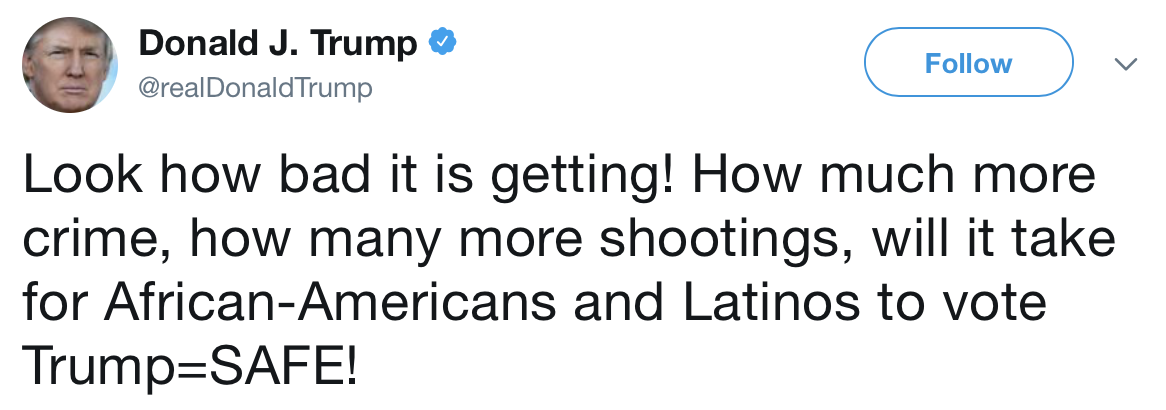 Donald J. Trump
@realDonaldTrump
Follow
Look how bad it is getting! How much more
crime, how many more shootings, will it take
for African-Americans and Latinos to vote
Trump=SAFE!